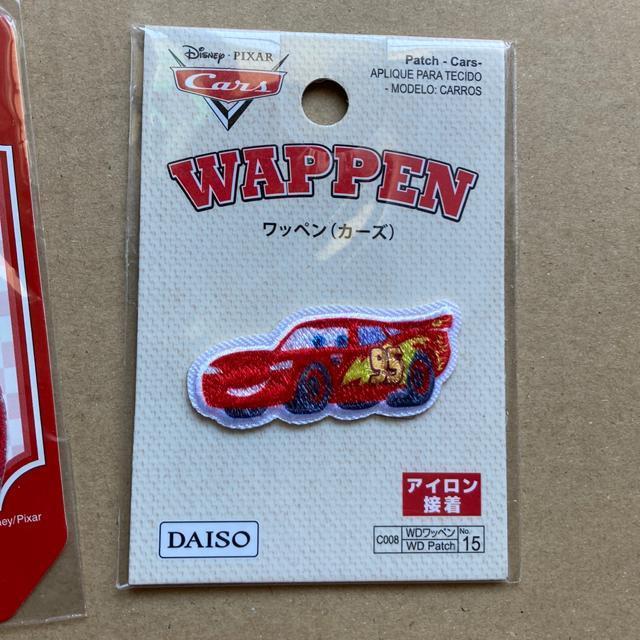 Disney · PIXAR
Cars
Patch - Cars-
APLIQUE PARA TECIDO
- MODELO: CARROS
WAPPEN
ワッペン(カーズ)
95
アイロン
接着
DAISO
C008 WDワッペン No.
WD Patch 15
ney/Pixar